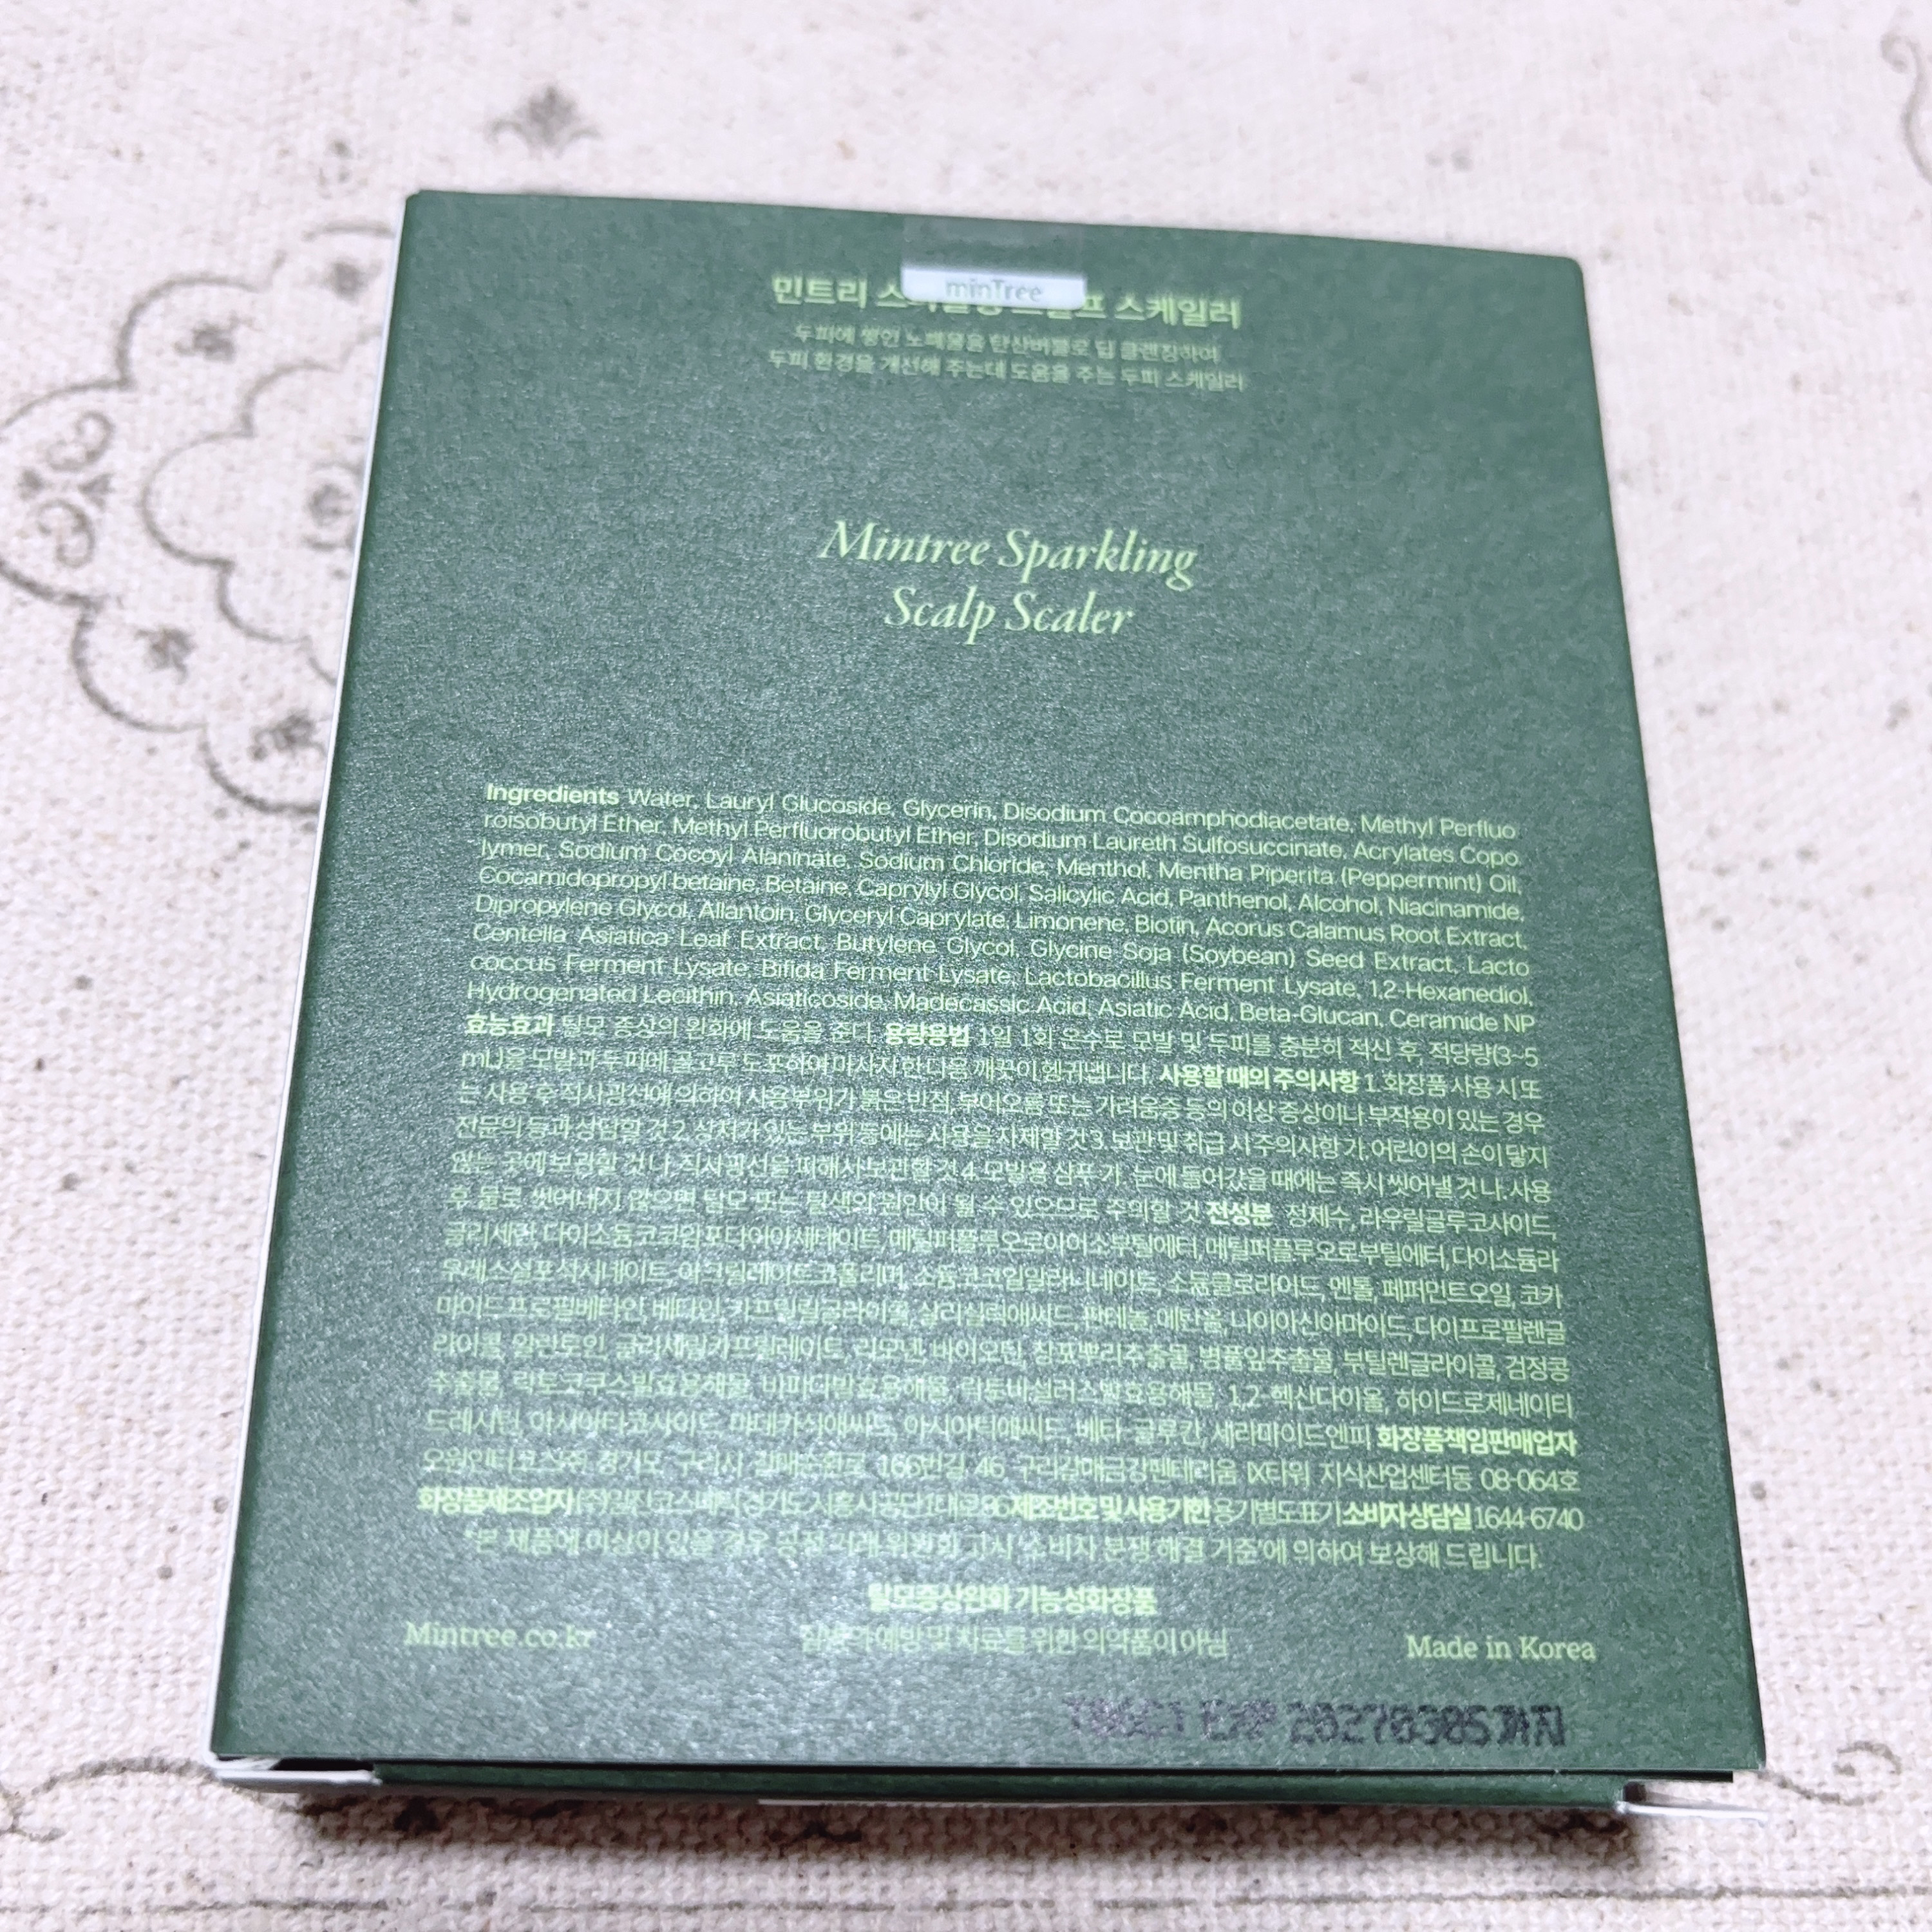 minTree
민트리 스케일러
두피에 쌓인 노폐물을 탄산버블로 딥 클렌징하여
두피 환경을 개선해 주는데 도움을 주는 두피 스케일러
Mintree Sparkling
Scalp Scaler
Ingredients Water, Lauryl Glucoside, Glycerin, Disodium Cocoamphodiacetate, Methyl Perfluo
roisobutyl Ether, Methyl Perfluorobutyl Ether, Disodium Laureth Sulfosuccinate, Acrylates Copo
lymer, Sodium Cocoyl Alaninate, Sodium Chloride, Menthol, Mentha Piperita (Peppermint) Oil,
Cocamidopropyl betaine, Betaine, Caprylyl Glycol, Salicylic Acid, Panthenol, Alcohol, Niacinamide,
Dipropylene Glycol, Allantoin, Glyceryl Caprylate, Limonene, Biotin, Acorus Calamus Root Extract,
Centella Asiatica Leaf Extract, Butylene Glycol, Glycine Soja (Soybean) Seed Extract, Lacto
coccus Ferment Lysate, Bifida Ferment Lysate, Lactobacillus Ferment Lysate, 1,2-Hexanediol,
Hydrogenated Lecithin, Asiaticoside, Madecassic Acid, Asiatic Acid, Beta-Glucan, Ceramide NP
효능효과 탈모 증상의 완화에 도움을 준다. 용량용법 1일 1회 온수로 모발 및 두피를 충분히 적신 후, 적당량(3~5
mL)을 모발과 두피에 골고루 도포하여 마사지 한 다음 깨끗이 헹궈냅니다. 사용할 때의 주의사항 1. 화장품 사용 시 또
는 사용 후 직사광선에 의하여 사용부위가 붉은 반점, 부어오름 또는 가려움증 등의 이상 증상이나 부작용이 있는 경우
전문의 등과 상담할 것 2. 상처가 있는 부위 등에는 사용을 자제할 것 3. 보관 및 취급 시 주의사항 가. 어린이의 손이 닿지
않는 곳에 보관할 것 나. 직사광선을 피해서 보관할 것 4. 모발용 샴푸 가. 눈에 들어갔을 때에는 즉시 씻어낼 것 나. 사용
후 물로 씻어내지 않으면 탈모 또는 탈색의 원인이 될 수 있으므로 주의할 것 전성분 정제수, 라우릴글루코사이드,
글리세린, 다이소듐코코암포다이아세테이트, 메틸퍼플루오로아이소부틸에터, 메틸퍼플루오로부틸에터, 다이소듐라
우레스설포석시네이트, 아크릴레이트코폴리머, 소듐코코일알라니네이트, 소듐클로라이드, 멘톨, 페퍼민트오일, 코카
마이드프로필베타인, 베타인, 카프릴릴글라이콜, 살리실릭애씨드, 판테놀, 에탄올, 나이아신아마이드, 다이프로필렌글
라이콜, 알란토인, 글리세릴카프릴레이트, 리모넨, 바이오틴, 창포뿌리추출물, 병풀잎추출물, 부틸렌글라이콜, 검정콩
추출물, 락토코쿠스발효용해물, 비피다발효용해물, 락토바실러스발효용해물, 1,2-헥산다이올, 하이드로제네이티
드레시틴, 아시아티코사이드, 마데카식애씨드, 아시아틱애씨드, 베타-글루칸, 세라마이드엔피 화장품책임판매업자
경기도 구리시 갈매순환로 166번길 46, 구리갈매금강펜테리움 IX타워 지식산업센터동 08-064호
화장품제조업자 제조번호 및 사용기한 용기 별도표기 소비자상담실 1644-6740
*본 제품에 이상이 있을 경우 공정거래위원회 고시 '소비자 분쟁 해결 기준'에 의하여 보상해 드립니다.
탈모증상완화 기능성화장품
Mintree.co.kr
예방 및 치료를 위한 의약품이 아님
Made in Korea
EXP 20270305까지